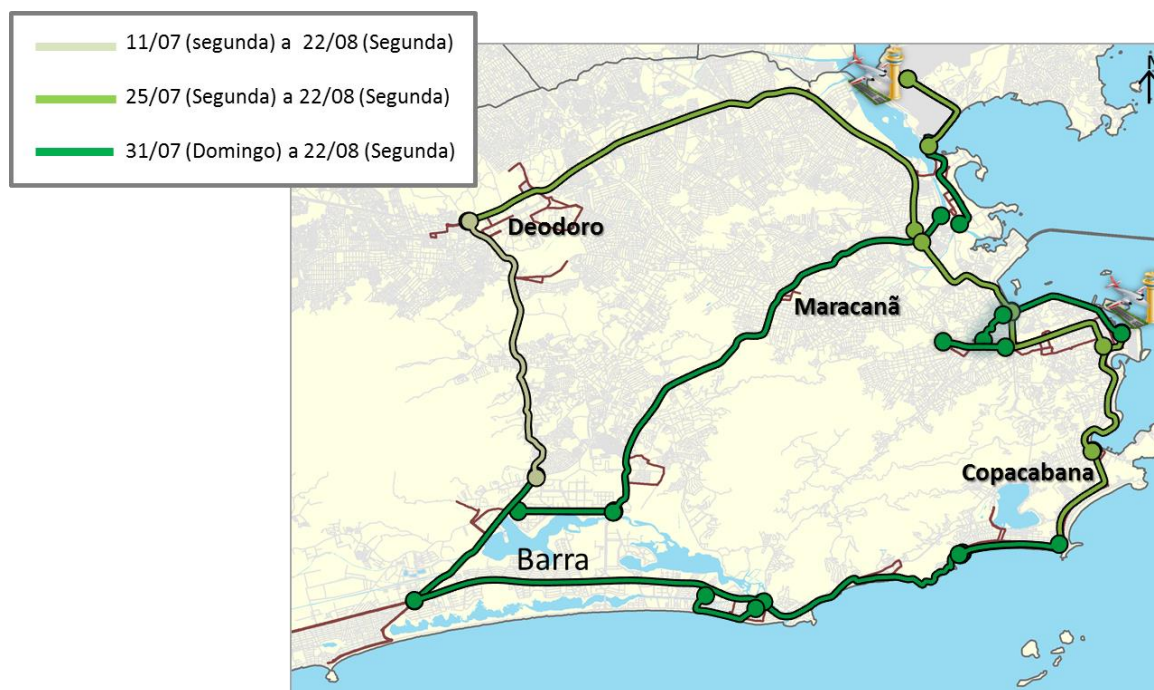 11/07 (segunda) a 22/08 (Segunda)
25/07 (Segunda) a 22/08 (Segunda)
31/07 (Domingo) a 22/08 (Segunda)
N
Deodoro
Maracanã
Copacabana
Barra